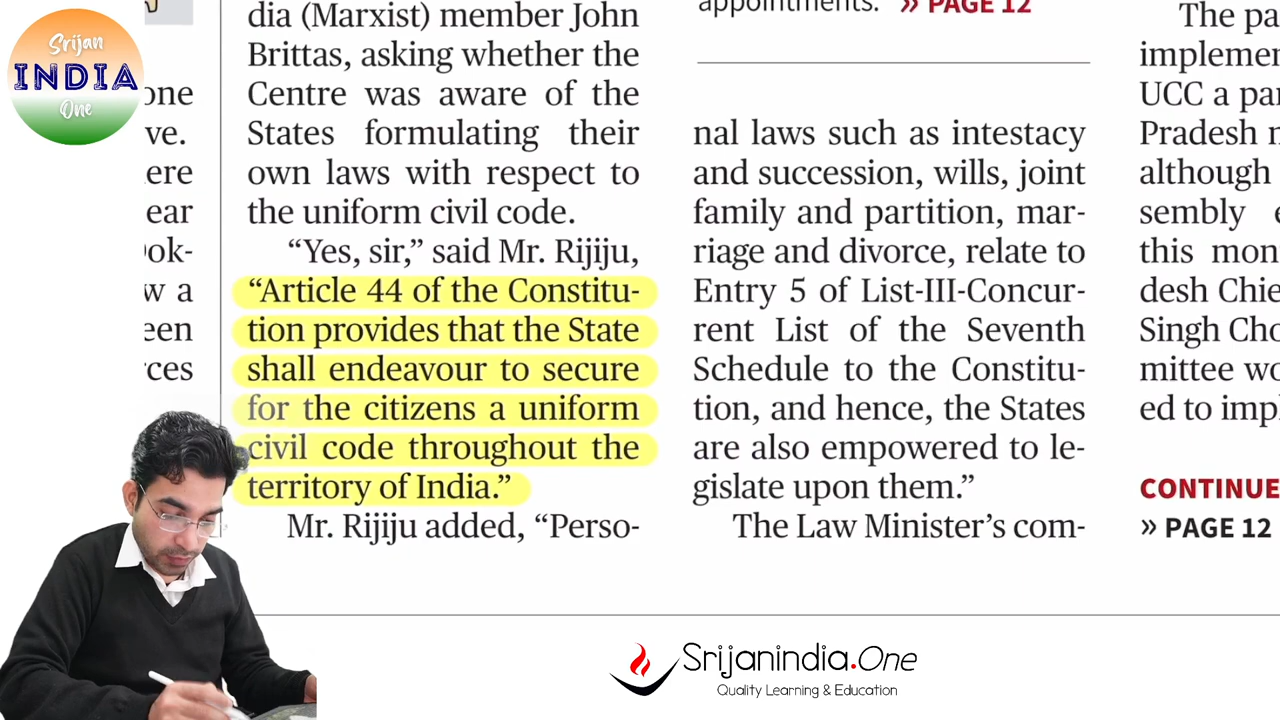 Srijan
INDIA
One
one
ve.
ere
ear
ok-
w a
een
rces
dia (Marxist) member John
Brittas, asking whether the
Centre was aware of the
States formulating their
own laws with respect to
the uniform civil code.
“Yes, sir,” said Mr. Rijiju,
“Article 44 of the Constitu-
tion provides that the State
shall endeavour to secure
for the citizens a uniform
civil code throughout the
territory of India.”
Mr. Rijiju added, “Perso-
appointments. » PAGE 12
nal laws such as intestacy
and succession, wills, joint
family and partition, mar-
riage and divorce, relate to
Entry 5 of List-III-Concur-
rent List of the Seventh
Schedule to the Constitu-
tion, and hence, the States
are also empowered to le-
gislate upon them.”
The Law Minister’s com-
The pa
implemen
UCC a par
Pradesh
although
sembly
this mon
desh Chie
Singh Cho
mittee wo
ed to imp
CONTINUE
» PAGE 12
Srijanindia.One
Quality Learning & Education